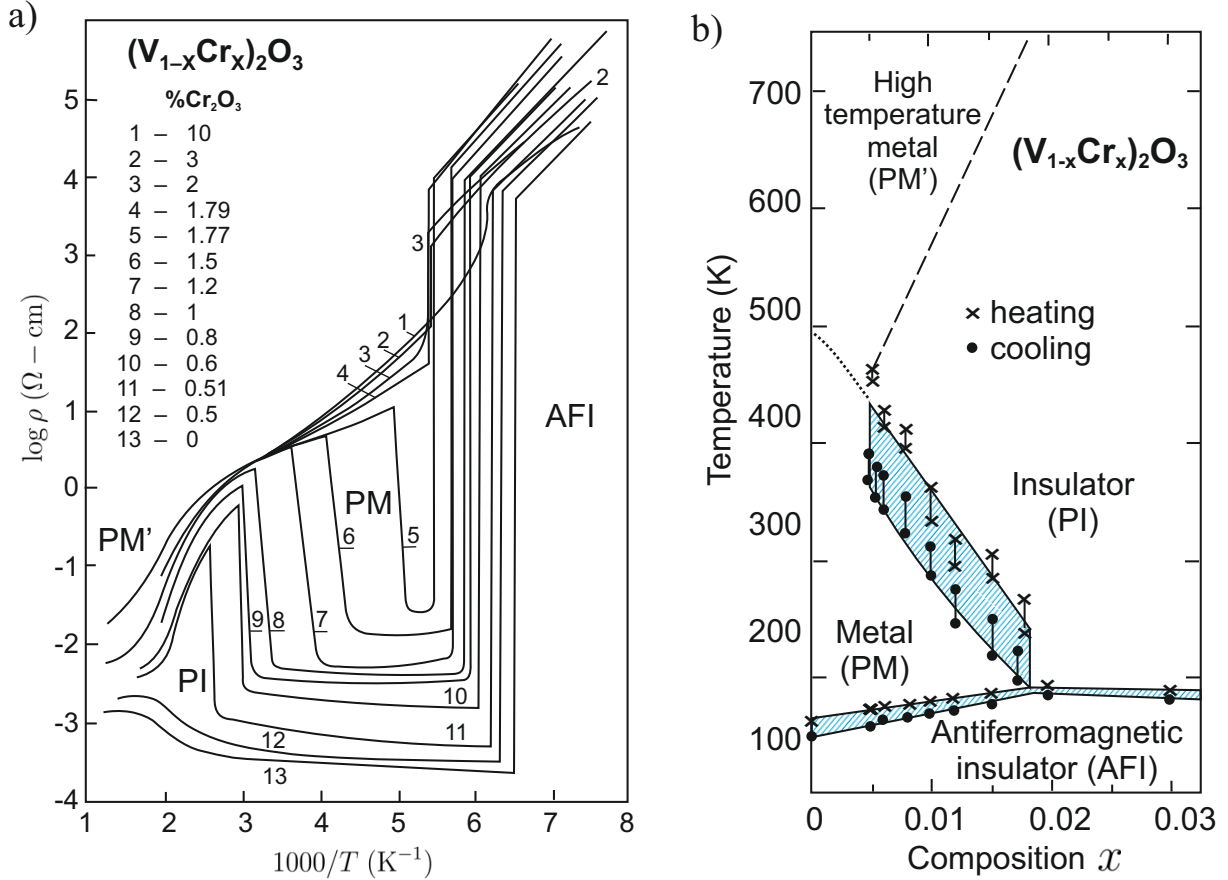 a)
(V1–XCrX)2O3
%Cr2O3
1 – 10
2 – 3
3 – 2
4 – 1.79
5 – 1.77
6 – 1.5
7 – 1.2
8 – 1
9 – 0.8
10 – 0.6
11 – 0.51
12 – 0.5
13 – 0
5
4
3
2
1
0
-1
-2
-3
-4
log ρ (Ω − cm)
2
3
1
2
3
4
AFI
PM
PM’
6
5
9
8
7
PI
10
11
12
13
1 2 3 4 5 6 7 8
1000/T (K−1)
b)
700
600
500
400
300
200
100
Temperature (K)
High
temperature
metal
(PM’)
(V1-xCrx)2O3
heating
cooling
Insulator
(PI)
Metal
(PM)
Antiferromagnetic
insulator (AFI)
0 0.01 0.02 0.03
Composition x